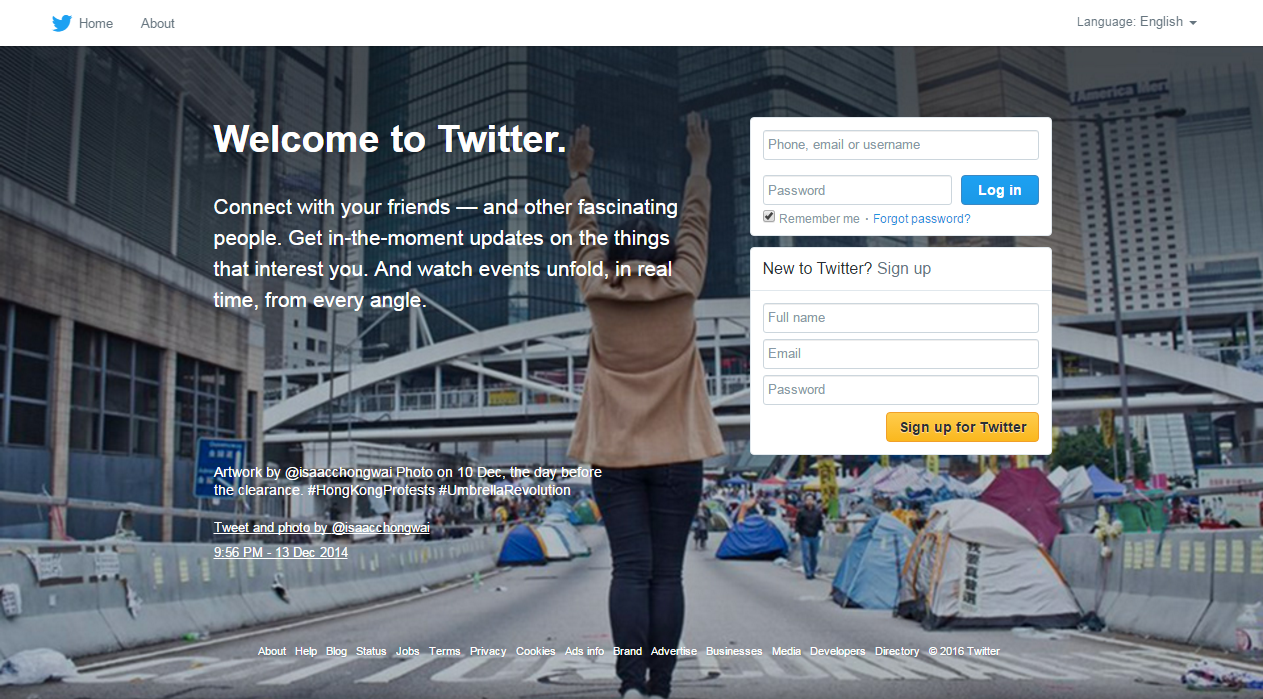 Home
About
Language: English
Welcome to Twitter.
Connect with your friends — and other fascinating
people. Get in-the-moment updates on the things
that interest you. And watch events unfold, in real
time, from every angle.
Phone, email or username
Password
Log in
Remember me · Forgot password?
New to Twitter? Sign up
Full name
Email
Password
Sign up for Twitter
Artwork by @isaacchongwai Photo on 10 Dec, the day before
the clearance. #HongKongProtests #UmbrellaRevolution
Tweet and photo by @isaacchongwai
9:56 PM - 13 Dec 2014
我要真普選
About Help Blog Status Jobs Terms Privacy Cookies Ads info Brand Advertise Businesses Media Developers Directory © 2016 Twitter